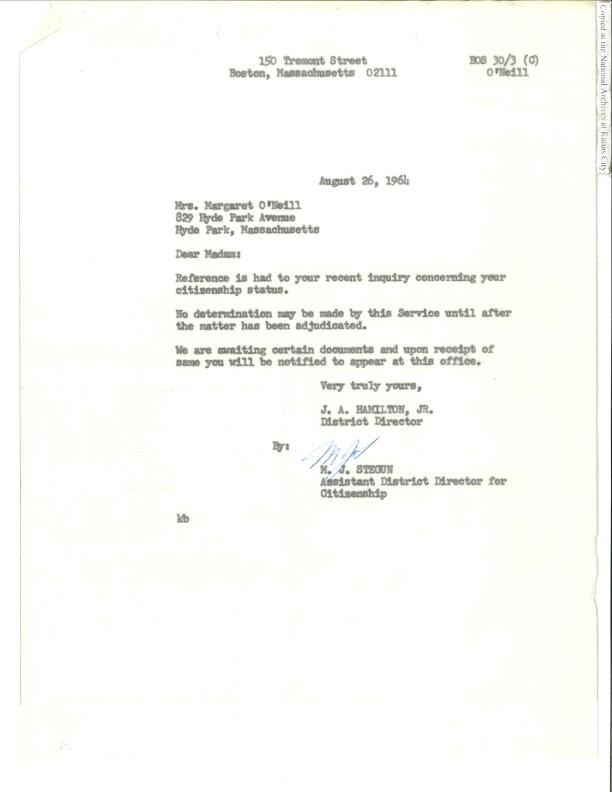 150 Tremont Street
Boston, Massachusetts 02111
BOS 30/3 (C)
O'Neill
Copied at the National Archives at Kansas City
August 26, 1964
Mrs. Margaret O'Neill
829 Hyde Park Avenue
Hyde Park, Massachusetts
Dear Madam:
Reference is had to your recent inquiry concerning your
citizenship status.
No determination may be made by this Service until after
the matter has been adjudicated.
We are awaiting certain documents and upon receipt of
same you will be notified to appear at this office.
Very truly yours,
J. A. HAMILTON, JR.
District Director
By:
M. J. STEGUN
Assistant District Director for
Citizenship
kb